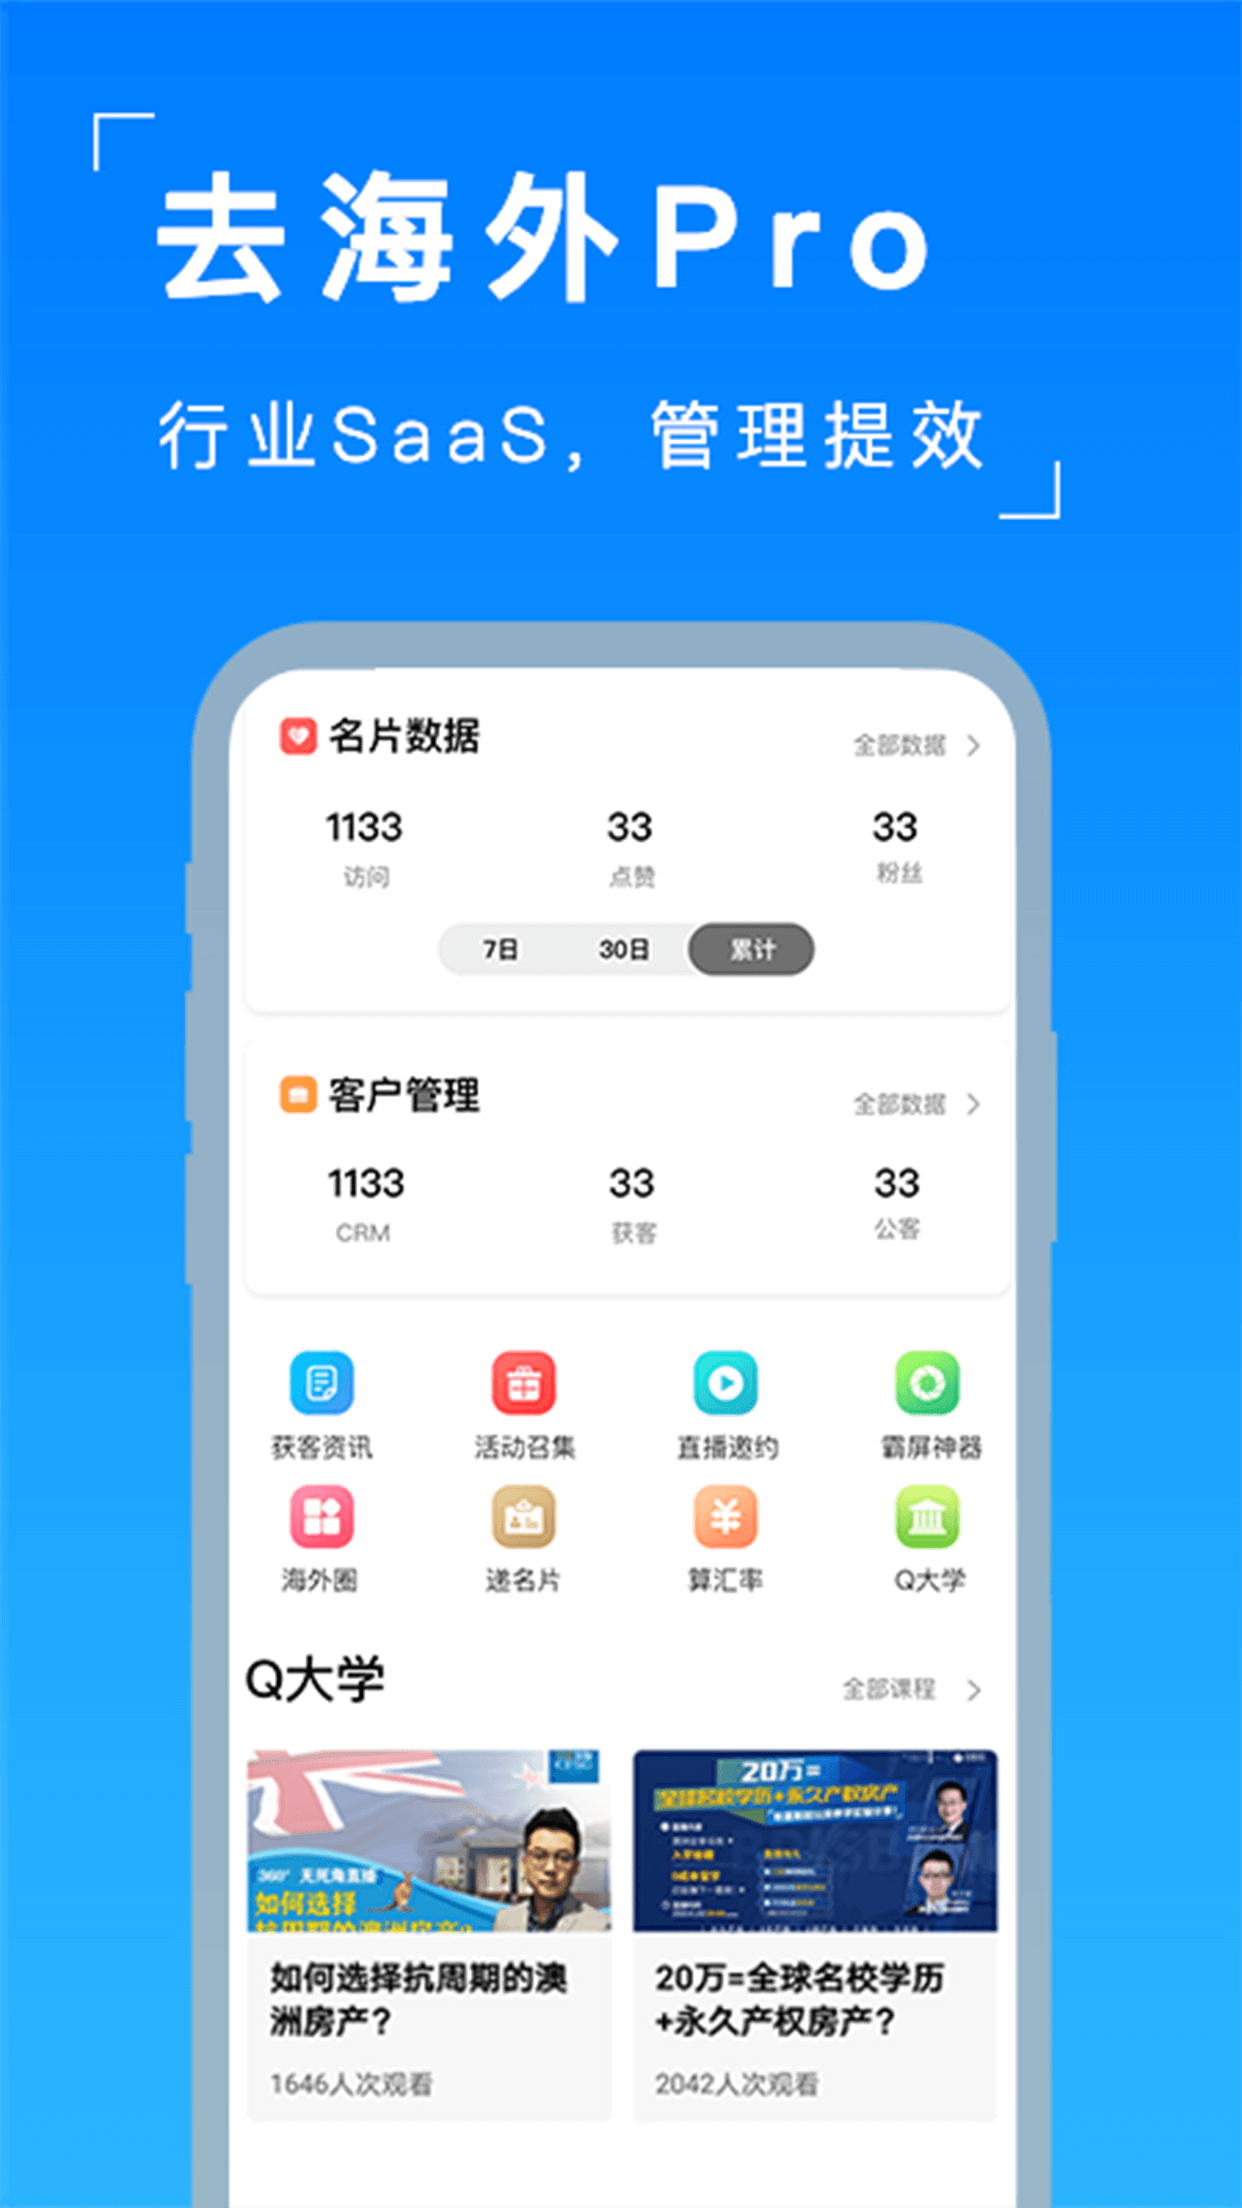 去海外Pro
行业SaaS，管理提效
名片数据
全部数据
1133
33
33
访问
点赞
粉丝
7日
30日
累计
客户管理
全部数据
1133
33
33
CRM
获客
公客
获客资讯
活动召集
直播邀约
霸屏神器
海外圈
递名片
算汇率
Q大学
Q大学
全部课程
360° 无死角直播
如何选择
抗周期的澳洲房产?
20万=
全球名校学历+永久产权房产
如何选择抗周期的澳
洲房产?
1646人次观看
20万=全球名校学历
+永久产权房产?
2042人次观看